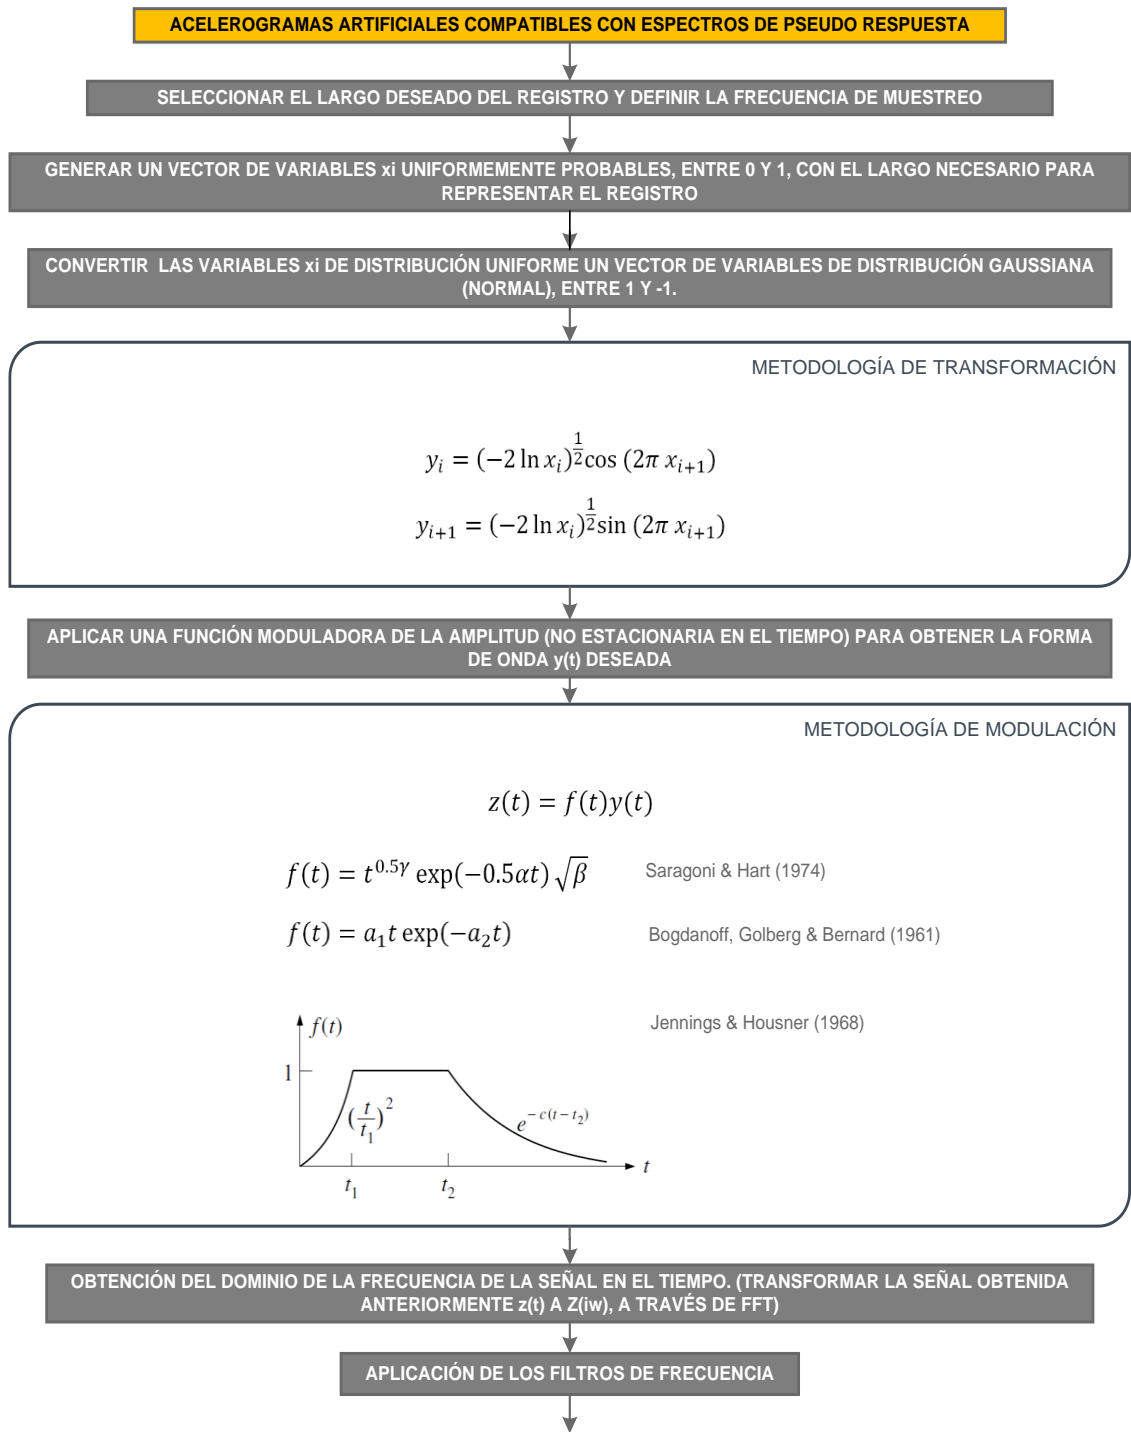 ACELEROGRAMAS ARTIFICIALES COMPATIBLES CON ESPECTROS DE PSEUDO RESPUESTA
SELECCIONAR EL LARGO DESEADO DEL REGISTRO Y DEFINIR LA FRECUENCIA DE MUESTREO
GENERAR UN VECTOR DE VARIABLES xi UNIFORMEMENTE PROBABLES, ENTRE 0 Y 1, CON EL LARGO NECESARIO PARA
REPRESENTAR EL REGISTRO
CONVERTIR LAS VARIABLES xi DE DISTRIBUCIÓN UNIFORME UN VECTOR DE VARIABLES DE DISTRIBUCIÓN GAUSSIANA
(NORMAL), ENTRE 1 Y -1.
METODOLOGÍA DE TRANSFORMACIÓN
y_i = (−2 ln x_i)^{1/2} cos (2π x_{i+1})
y_{i+1} = (−2 ln x_i)^{1/2} sin (2π x_{i+1})
APLICAR UNA FUNCIÓN MODULADORA DE LA AMPLITUD (NO ESTACIONARIA EN EL TIEMPO) PARA OBTENER LA FORMA
DE ONDA y(t) DESEADA
METODOLOGÍA DE MODULACIÓN
z(t) = f(t)y(t)
f(t) = t^{0.5γ} exp(−0.5αt) √β Saragoni & Hart (1974)
f(t) = a_1 t exp(−a_2 t) Bogdanoff, Golberg & Bernard (1961)
Jennings & Housner (1968)
f(t)
1
(t/t_1)^2
e^{−c(t−t_2)}
t
t_1 t_2
OBTENCIÓN DEL DOMINIO DE LA FRECUENCIA DE LA SEÑAL EN EL TIEMPO. (TRANSFORMAR LA SEÑAL OBTENIDA
ANTERIORMENTE z(t) A Z(iw), A TRAVÉS DE FFT)
APLICACIÓN DE LOS FILTROS DE FRECUENCIA